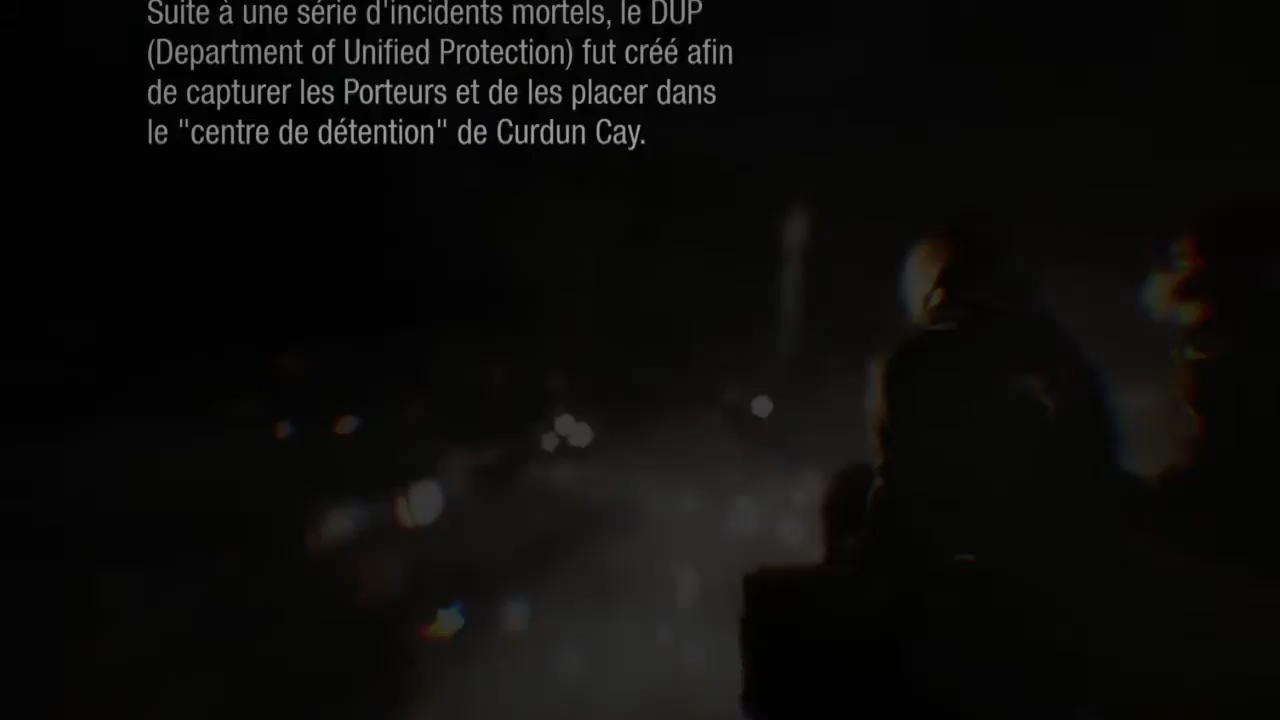 Suite à une série d'incidents mortels, le DUP
(Department of Unified Protection) fut créé afin
de capturer les Porteurs et de les placer dans
le "centre de détention" de Curdun Cay.